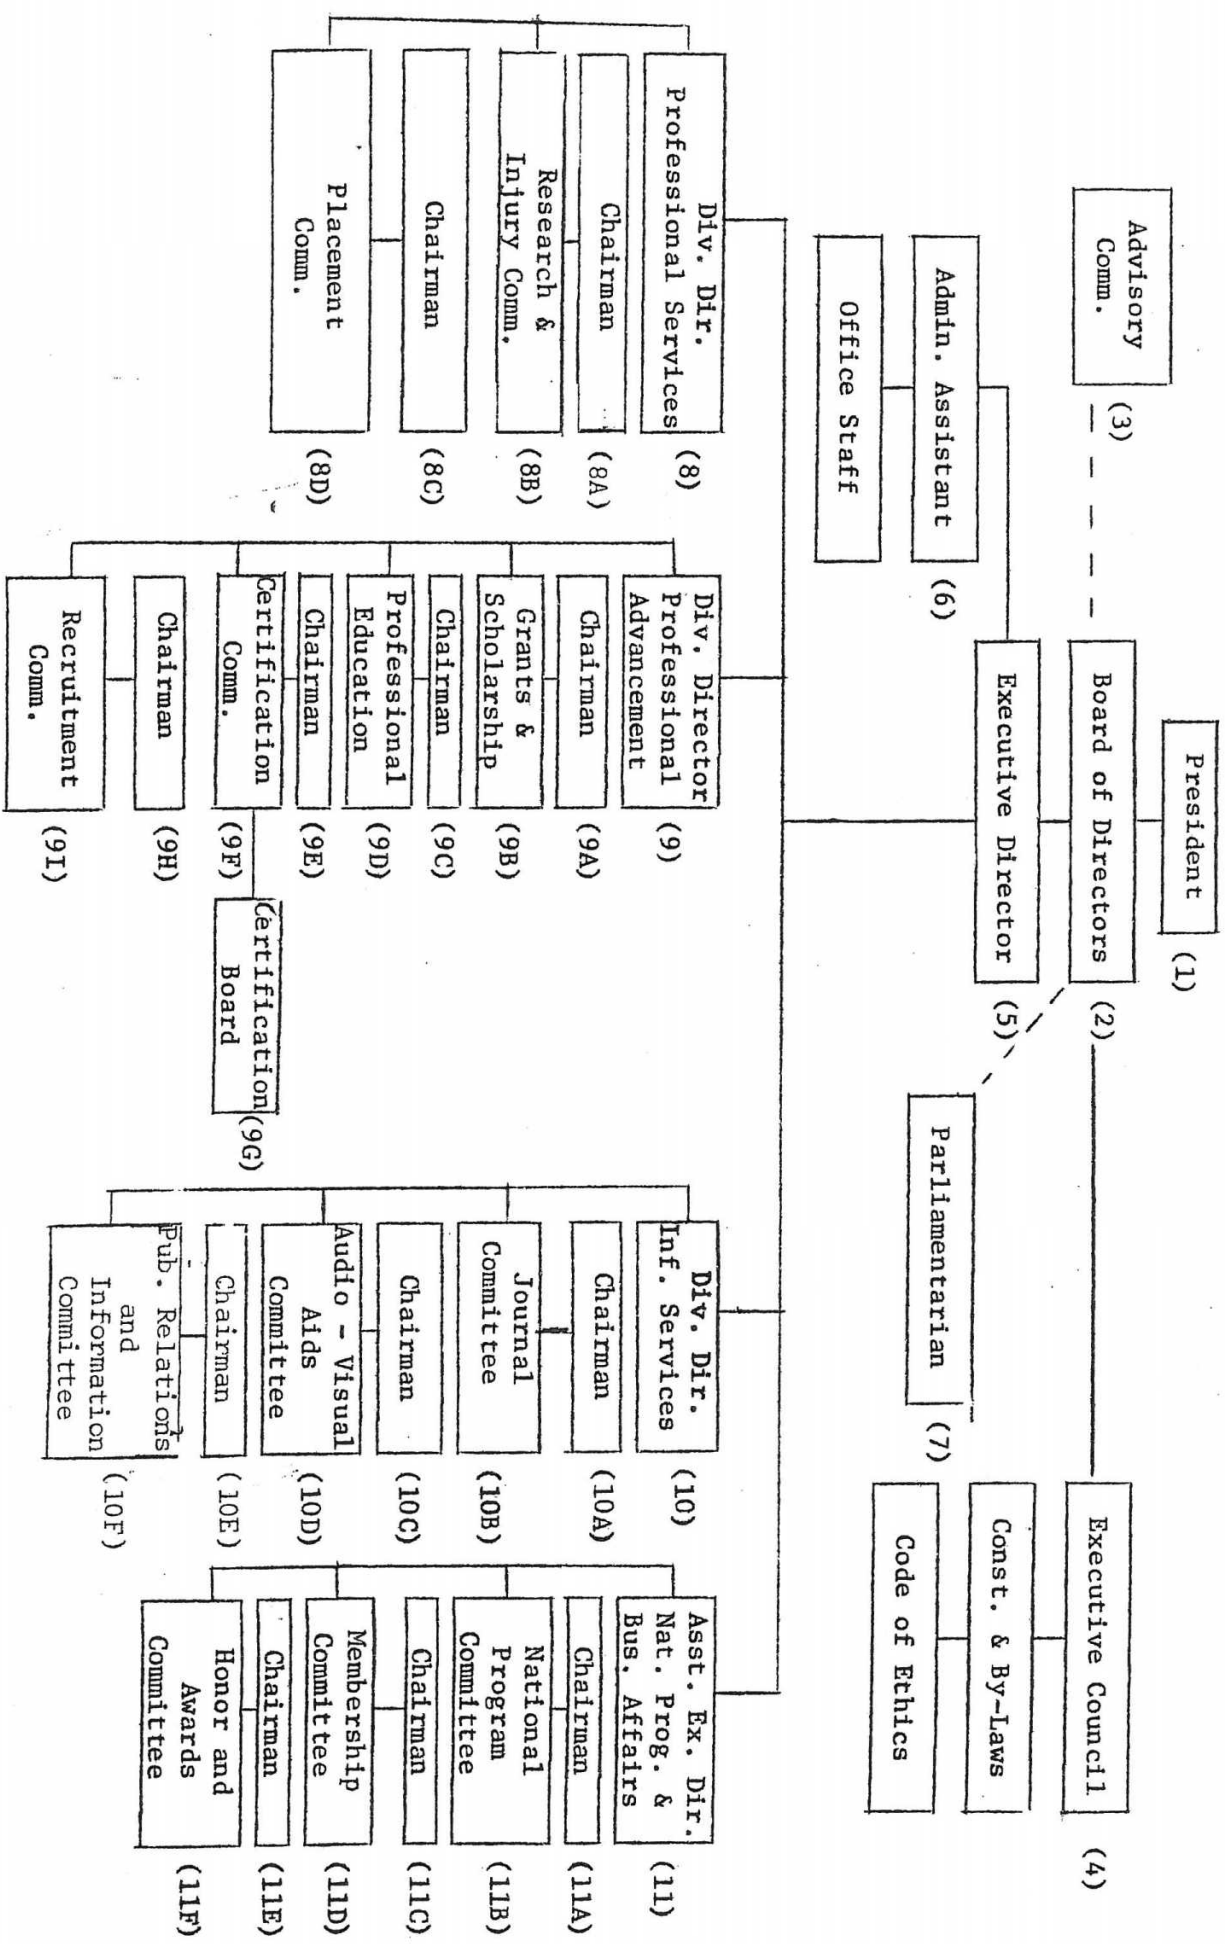 President
(1)
Advisory
Comm.
(3)
Board of Directors
(2)
Executive Council
(4)
Executive Director
(5)
Const. & By-Laws
Code of Ethics
Admin. Assistant
(6)
Office Staff
Parliamentarian
(7)
Div. Dir.
Professional Services
(8)
Chairman
(8A)
Research &
Injury Comm.
(8B)
Chairman
(8C)
Placement
Comm.
(8D)
Div. Director
Professional
Advancement
(9)
Chairman
(9A)
Grants &
Scholarship
(9B)
Chairman
(9C)
Professional
Education
(9D)
Chairman
(9E)
Certification
Comm.
(9F)
Certification
Board
(9G)
Chairman
(9H)
Recruitment
Comm.
(9I)
Div. Dir.
Inf. Services
(10)
Chairman
(10A)
Journal
Committee
(10B)
Chairman
(10C)
Audio - Visual
Aids
Committee
(10D)
Chairman
(10E)
Pub. Relations
and
Information
Committee
(10F)
Asst. Ex. Dir.
Nat. Prog. &
Bus. Affairs
(11)
Chairman
(11A)
National
Program
Committee
(11B)
Chairman
(11C)
Membership
Committee
(11D)
Chairman
(11E)
Honor and
Awards
Committee
(11F)